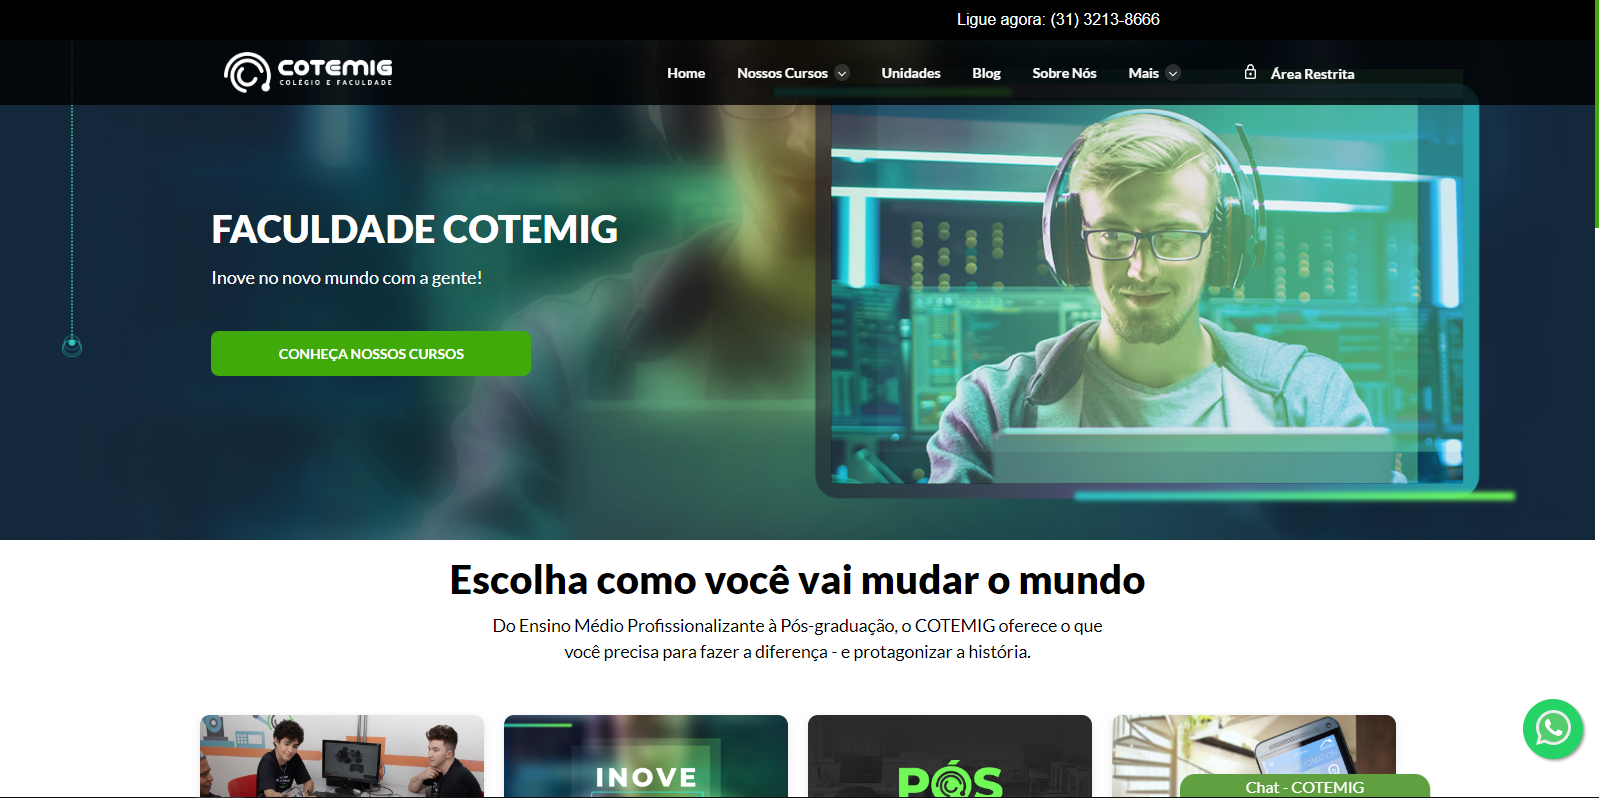 Ligue agora: (31) 3213-8666
COTEMIG
COLÉGIO E FACULDADE
Home
Nossos Cursos
Unidades
Blog
Sobre Nós
Mais
Área Restrita
FACULDADE COTEMIG
Inove no novo mundo com a gente!
CONHEÇA NOSSOS CURSOS
Escolha como você vai mudar o mundo
Do Ensino Médio Profissionalizante à Pós-graduação, o COTEMIG oferece o que
você precisa para fazer a diferença - e protagonizar a história.
INOVE
PÓS
Chat - COTEMIG